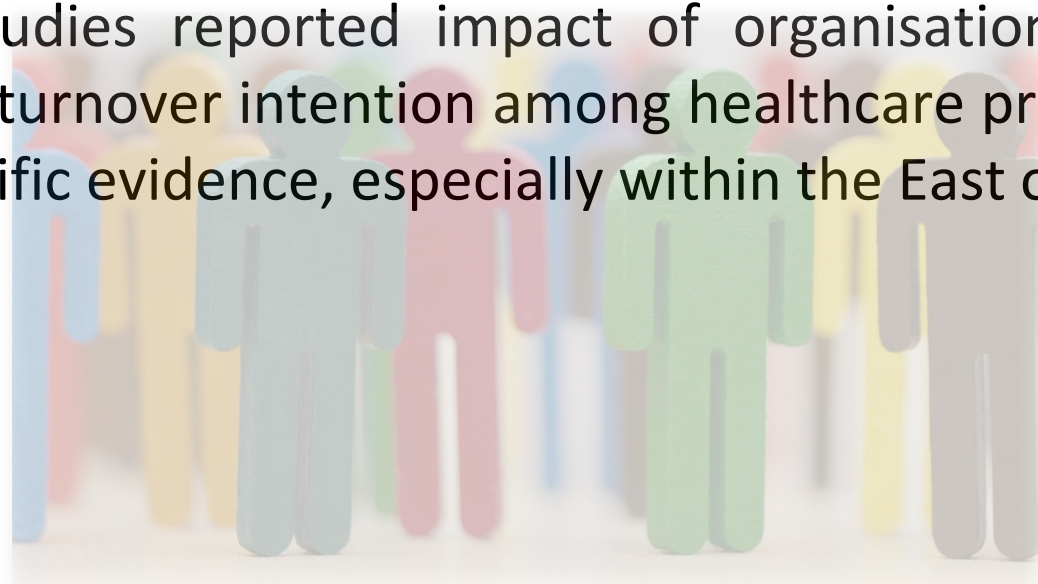 udies reported impact of organisation
turnover intention among healthcare pr
ific evidence, especially within the East o